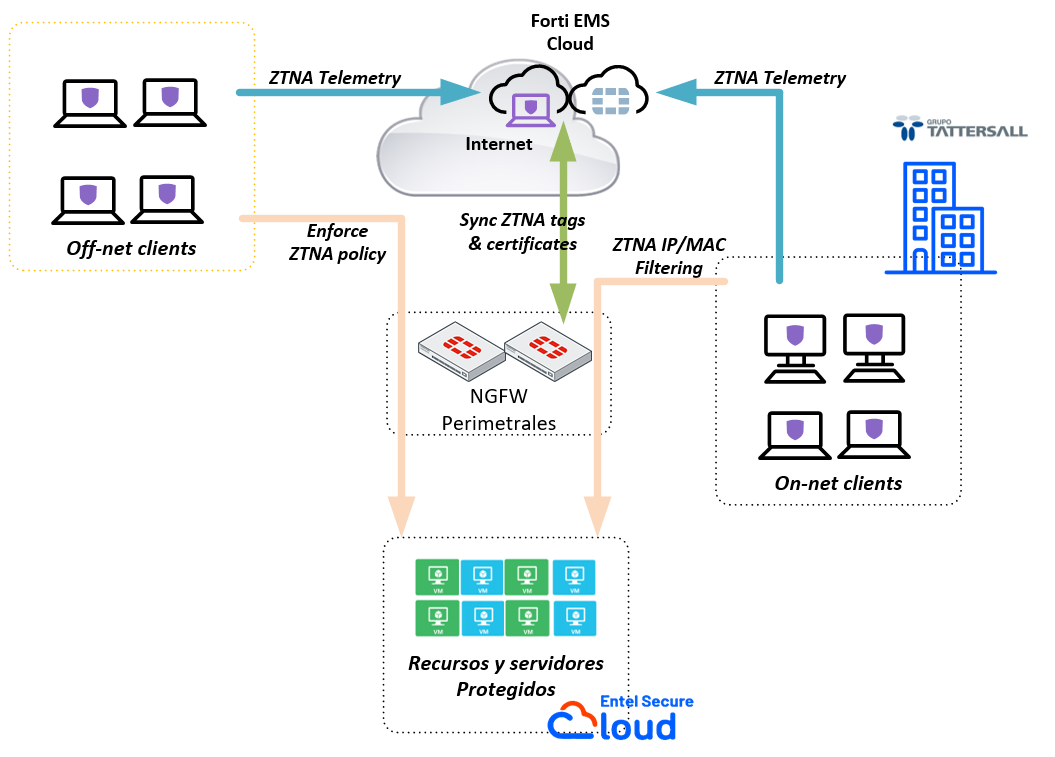 Forti EMS
Cloud
ZTNA Telemetry
ZTNA Telemetry
Internet
GRUPO
TATTERSALL
Off-net clients
Enforce
ZTNA policy
Sync ZTNA tags
& certificates
ZTNA IP/MAC
Filtering
NGFW
Perimetrales
On-net clients
VM VM VM VM
VM VM VM VM
Recursos y servidores
Protegidos
Entel Secure
Cloud